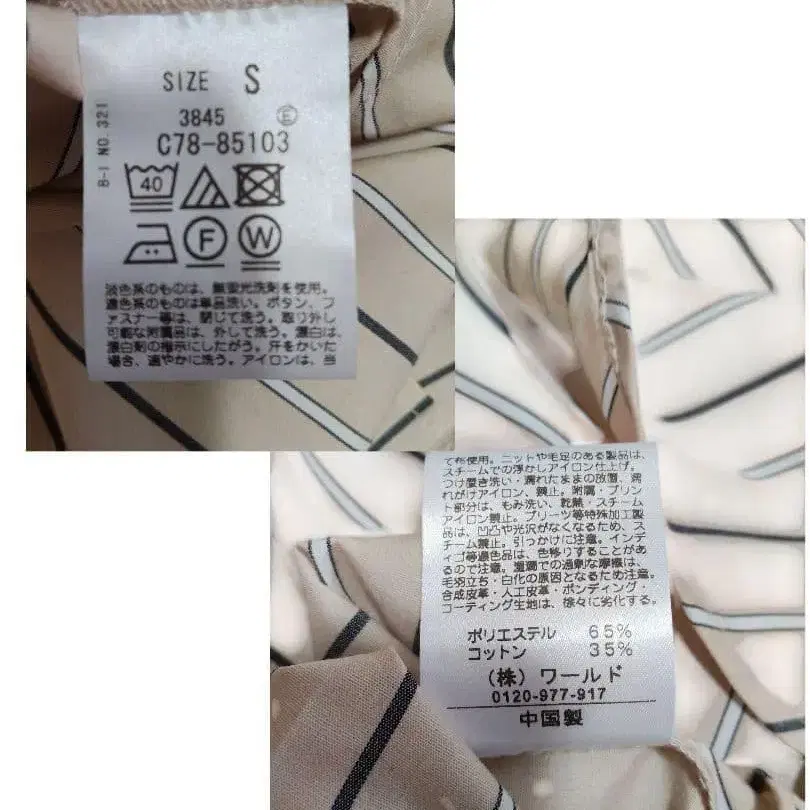 SIZE S
3845 Ⓔ
C78-85103
B-I NO.321
40
F W
淡色系のものは、無蛍光洗剤を使用。
濃色系のものは単品洗い。ボタン、フ
ァスナー等は、閉じて洗う。取り外し
可能な附属品は、外して洗う。漂白は、
漂白剤の指示にしたがう。汗をかいた
場合、速やかに洗う。アイロンは、当
て布使用。ニットや毛足のある製品は、
スチームでの浮かしアイロン仕上げ。
つけ置き洗い・濡れたままの放置、濡
れがけアイロン、禁止。附属・プリン
ト部分は、もみ洗い、乾燥・スチーム
アイロン禁止。プリーツ等特殊加工製
品は、凹凸や光沢がなくなるため、ス
チーム禁止。引っかけに注意。インデ
ィゴ等濃色品は、色移りすることがあ
るので注意。湿潤での過剰な摩擦は、
毛羽立ち・白化の原因となるため注意。
合成皮革・人工皮革・ボンディング・
コーティング生地は、徐々に劣化する。
ポリエステル 65%
コットン 35%
(株)ワールド
0120-977-917
中国製